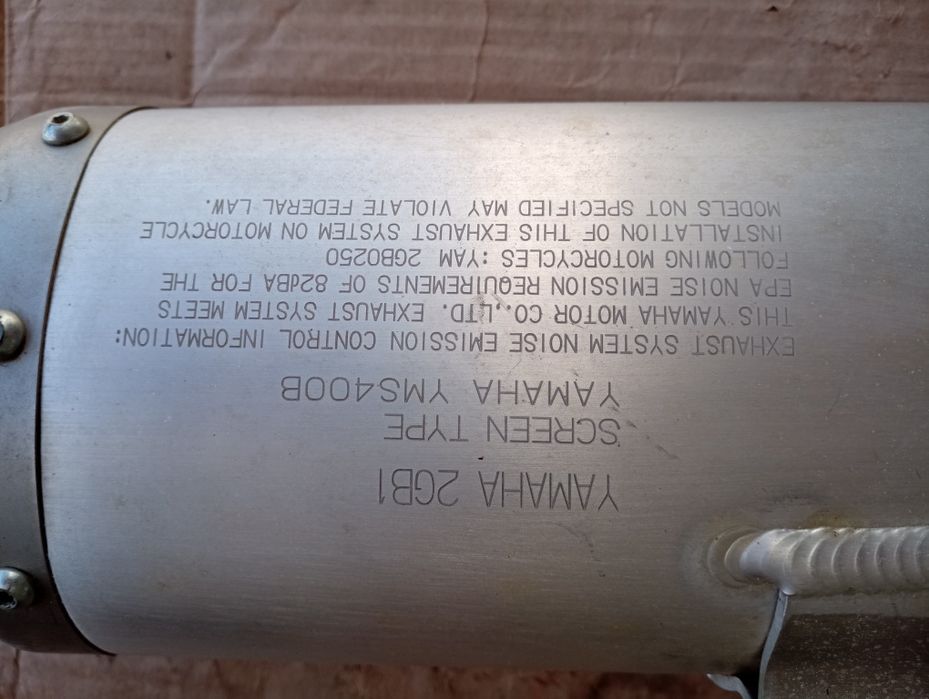 YAMAHA 2GB1
SCREEN TYPE
YAMAHA YMS400B
EXHAUST SYSTEM NOISE EMISSION CONTROL INFORMATION:
THIS YAMAHA MOTOR CO.,LTD. EXHAUST SYSTEM MEETS
EPA NOISE EMISSION REQUIREMENTS OF 82dBA FOR THE
FOLLOWING MOTORCYCLES: YAM 2GB0250
INSTALLATION OF THIS EXHAUST SYSTEM ON MOTORCYCLE
MODELS NOT SPECIFIED MAY VIOLATE FEDERAL LAW.